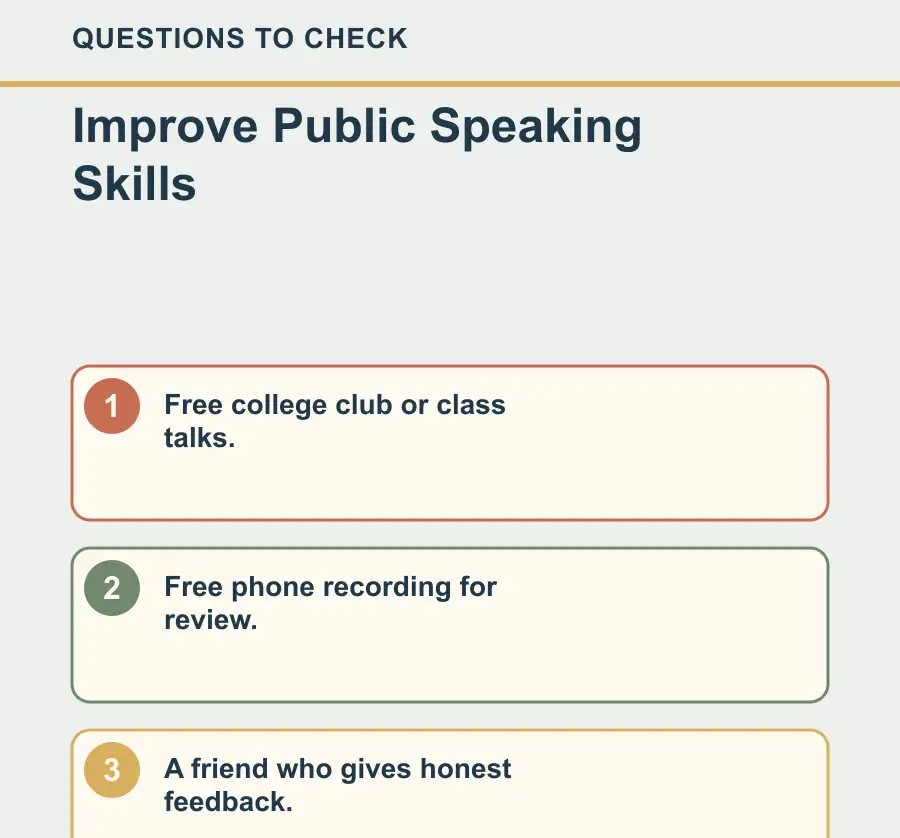 QUESTIONS TO CHECK
Improve Public Speaking
Skills
1
Free college club or class
talks.
2
Free phone recording for
review.
3
A friend who gives honest
feedback.